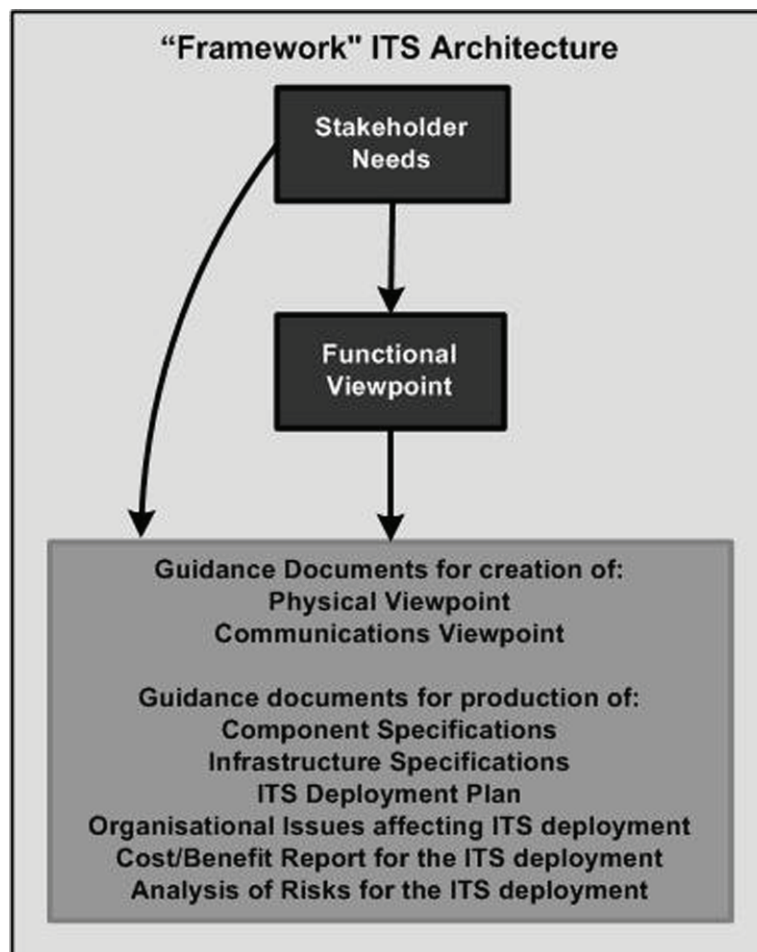 “Framework" ITS Architecture
Stakeholder
Needs
Functional
Viewpoint
Guidance Documents for creation of:
Physical Viewpoint
Communications Viewpoint
Guidance documents for production of:
Component Specifications
Infrastructure Specifications
ITS Deployment Plan
Organisational Issues affecting ITS deployment
Cost/Benefit Report for the ITS deployment
Analysis of Risks for the ITS deployment